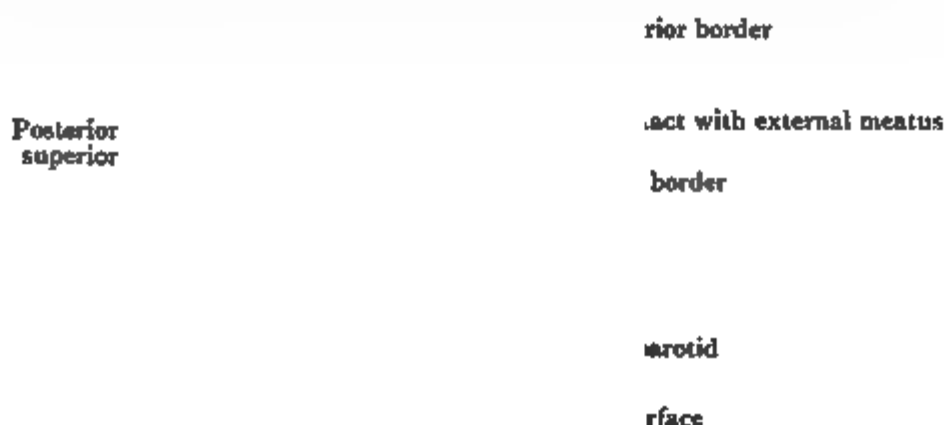 rior border
act with external meatus
Posterior
superior
border
arotid
rface